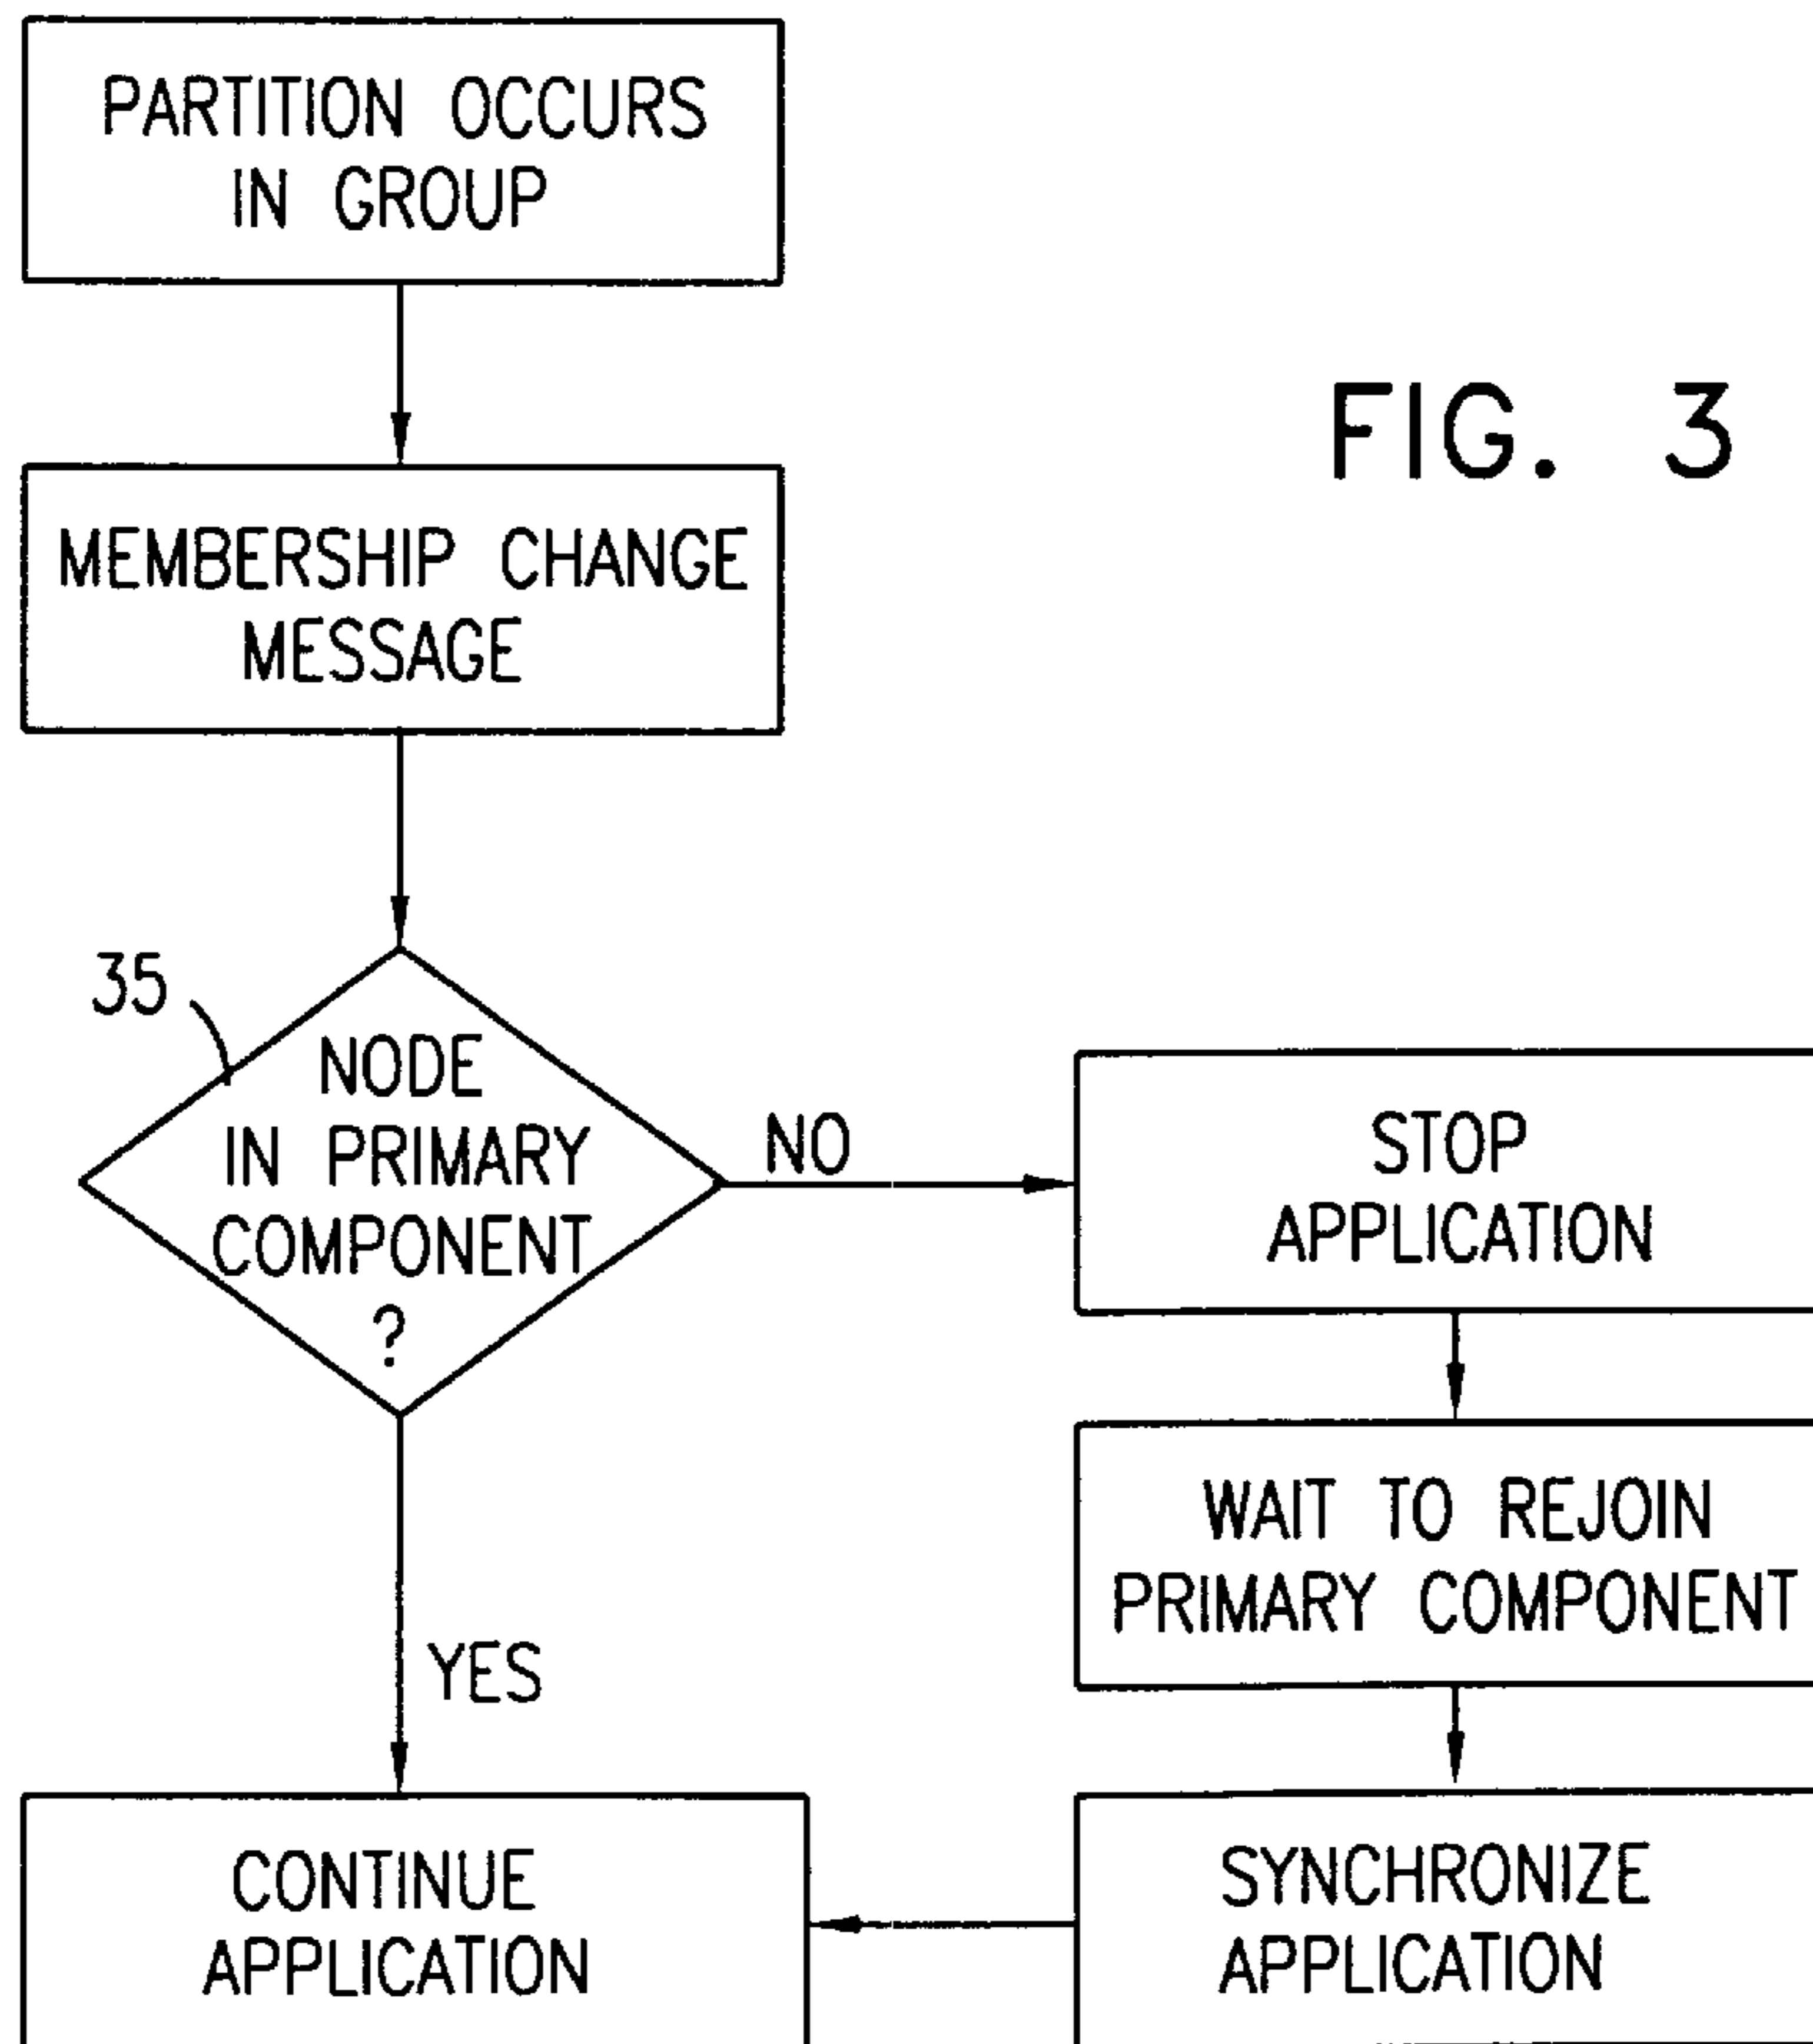 PARTITION OCCURS
IN GROUP
FIG. 3
MEMBERSHIP CHANGE
MESSAGE
35
NODE
IN PRIMARY
COMPONENT
?
NO
STOP
APPLICATION
WAIT TO REJOIN
PRIMARY COMPONENT
YES
CONTINUE
APPLICATION
SYNCHRONIZE
APPLICATION